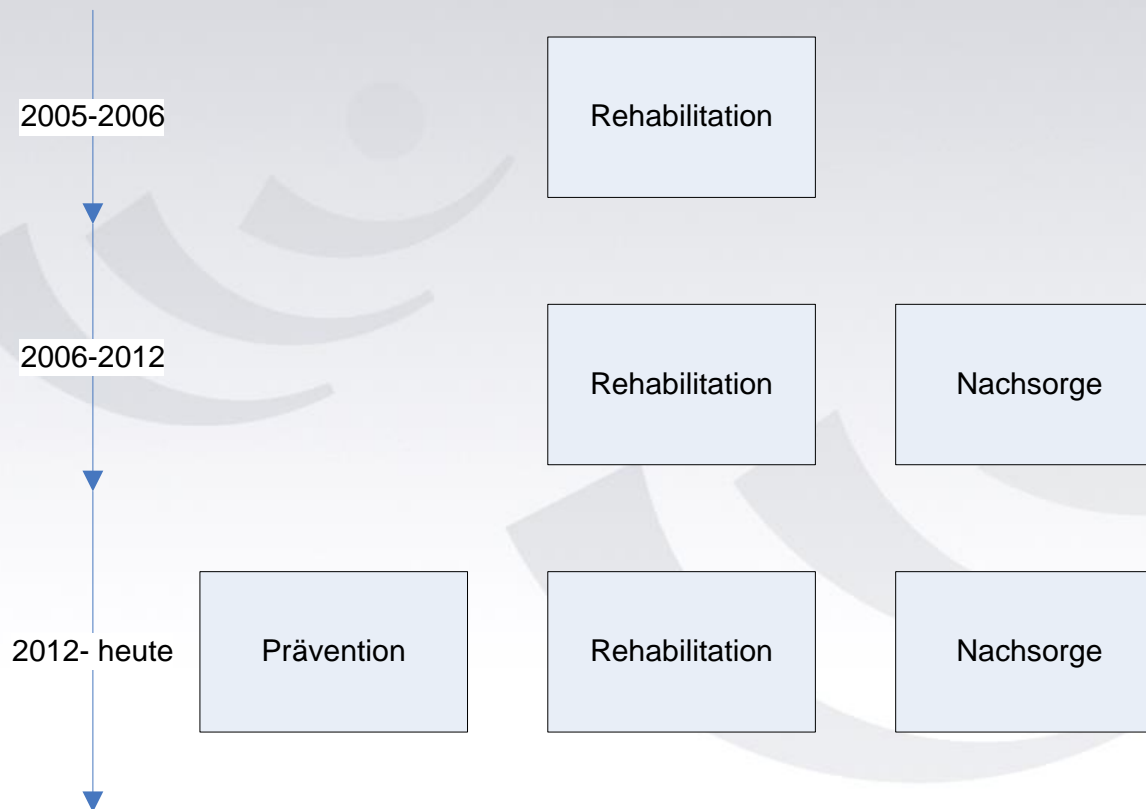 2005-2006
Rehabilitation
2006-2012
Rehabilitation
Nachsorge
2012- heute
Prävention
Rehabilitation
Nachsorge